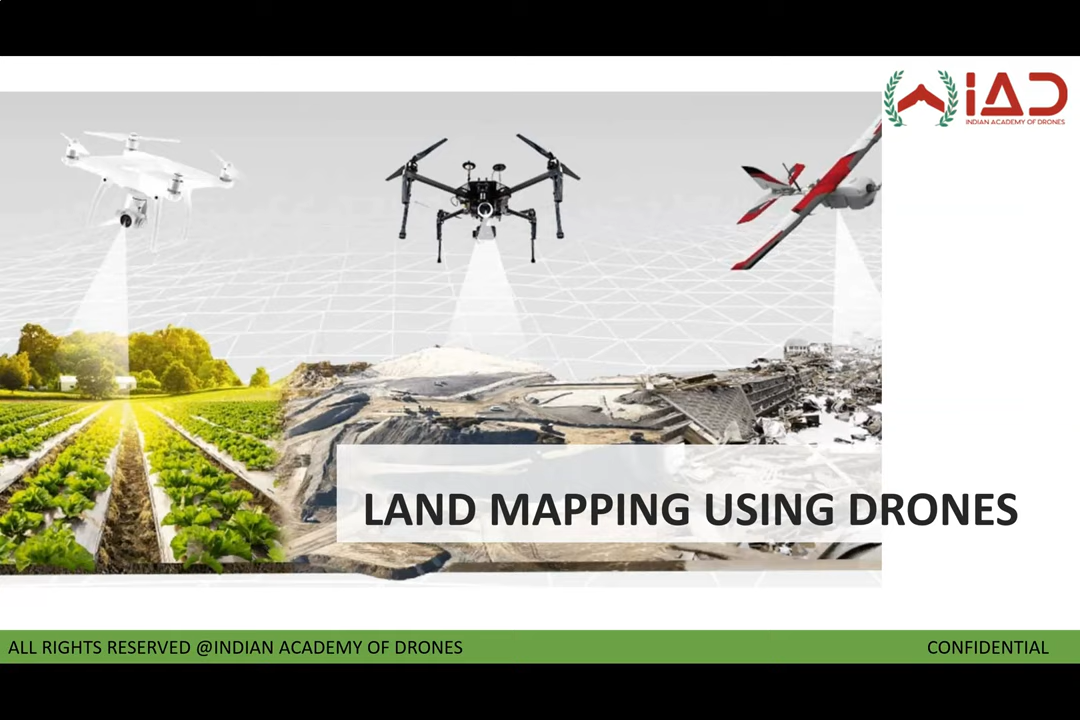 iAD
INDIAN ACADEMY OF DRONES
LAND MAPPING USING DRONES
ALL RIGHTS RESERVED @INDIAN ACADEMY OF DRONES
CONFIDENTIAL